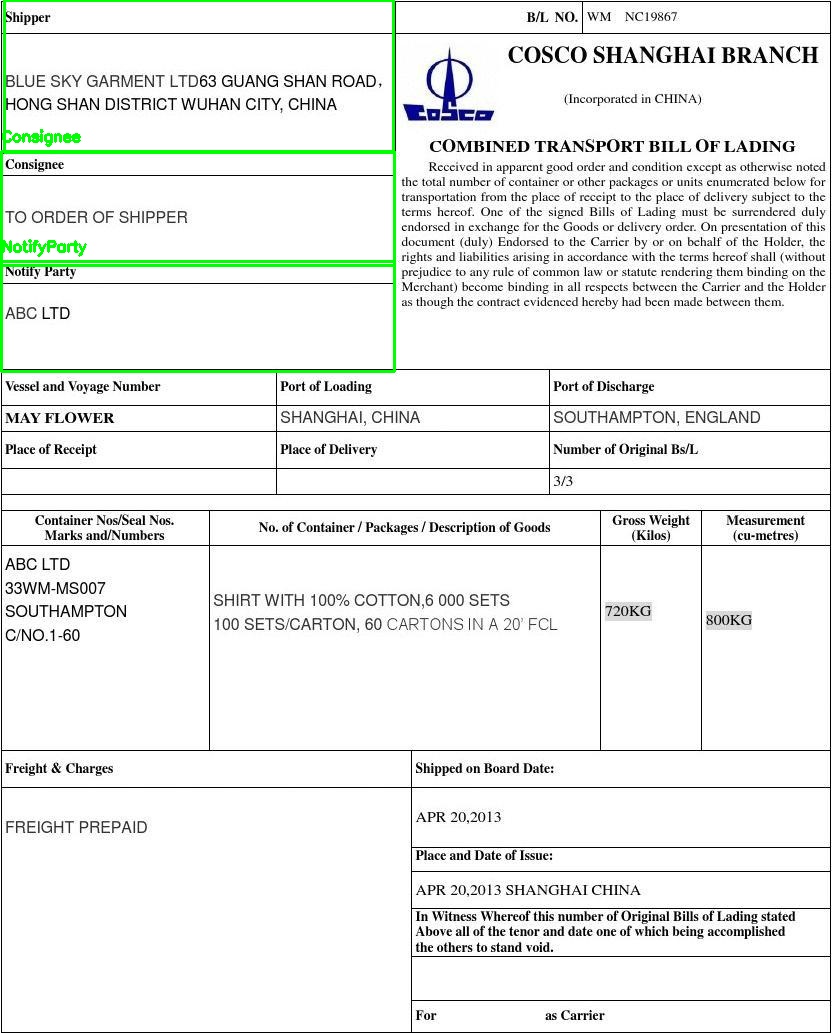 Shipper
B/L NO. WM NC19867
BLUE SKY GARMENT LTD63 GUANG SHAN ROAD,
HONG SHAN DISTRICT WUHAN CITY, CHINA
Consignee
Consignee
TO ORDER OF SHIPPER
NotifyParty
Notify Party
ABC LTD
COSCO
COSCO SHANGHAI BRANCH
(Incorporated in CHINA)
COMBINED TRANSPORT BILL OF LADING
Received in apparent good order and condition except as otherwise noted
the total number of container or other packages or units enumerated below for
transportation from the place of receipt to the place of delivery subject to the
terms hereof. One of the signed Bills of Lading must be surrendered duly
endorsed in exchange for the Goods or delivery order. On presentation of this
document (duly) Endorsed to the Carrier by or on behalf of the Holder, the
rights and liabilities arising in accordance with the terms hereof shall (without
prejudice to any rule of common law or statute rendering them binding on the
Merchant) become binding in all respects between the Carrier and the Holder
as though the contract evidenced hereby had been made between them.
Vessel and Voyage Number Port of Loading Port of Discharge
MAY FLOWER SHANGHAI, CHINA SOUTHAMPTON, ENGLAND
Place of Receipt Place of Delivery Number of Original Bs/L
3/3
Container Nos/Seal Nos.
Marks and/Numbers
No. of Container / Packages / Description of Goods
Gross Weight
(Kilos)
Measurement
(cu-metres)
ABC LTD
33WM-MS007
SOUTHAMPTON
C/NO.1-60
SHIRT WITH 100% COTTON,6 000 SETS
100 SETS/CARTON, 60 CARTONS IN A 20' FCL
720KG
800KG
Freight & Charges
FREIGHT PREPAID
Shipped on Board Date:
APR 20,2013
Place and Date of Issue:
APR 20,2013 SHANGHAI CHINA
In Witness Whereof this number of Original Bills of Lading stated
Above all of the tenor and date one of which being accomplished
the others to stand void.
For as Carrier